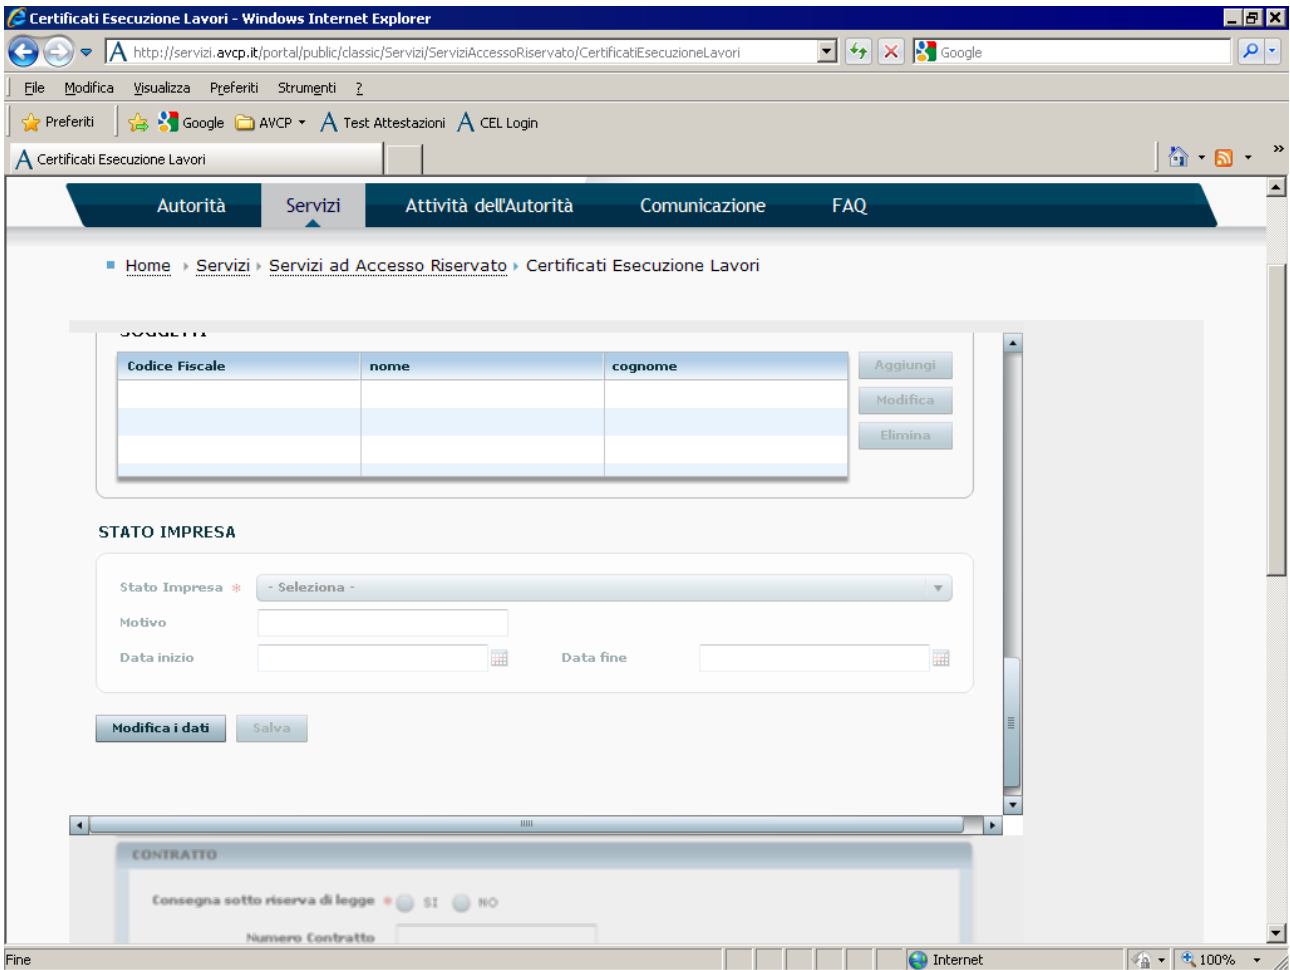 Certificati Esecuzione Lavori - Windows Internet Explorer
http://servizi.avcp.it/portal/public/classic/Servizi/ServiziAccessoRiservato/CertificatiEsecuzioneLavori
Google
File Modifica Visualizza Preferiti Strumenti ?
Preferiti Google AVCP Test Attestazioni CEL Login
Certificati Esecuzione Lavori »
Autorità Servizi Attività dell'Autorità Comunicazione FAQ
Home Servizi Servizi ad Accesso Riservato Certificati Esecuzione Lavori
SOGGETTI
Codice Fiscale nome cognome Aggiungi
Modifica
Elimina
STATO IMPRESA
Stato Impresa * - Seleziona -
Motivo
Data inizio Data fine
Modifica i dati Salva
CONTRATTO
Consegna sotto riserva di legge * SI NO
Numero Contratto
Fine Internet 100%